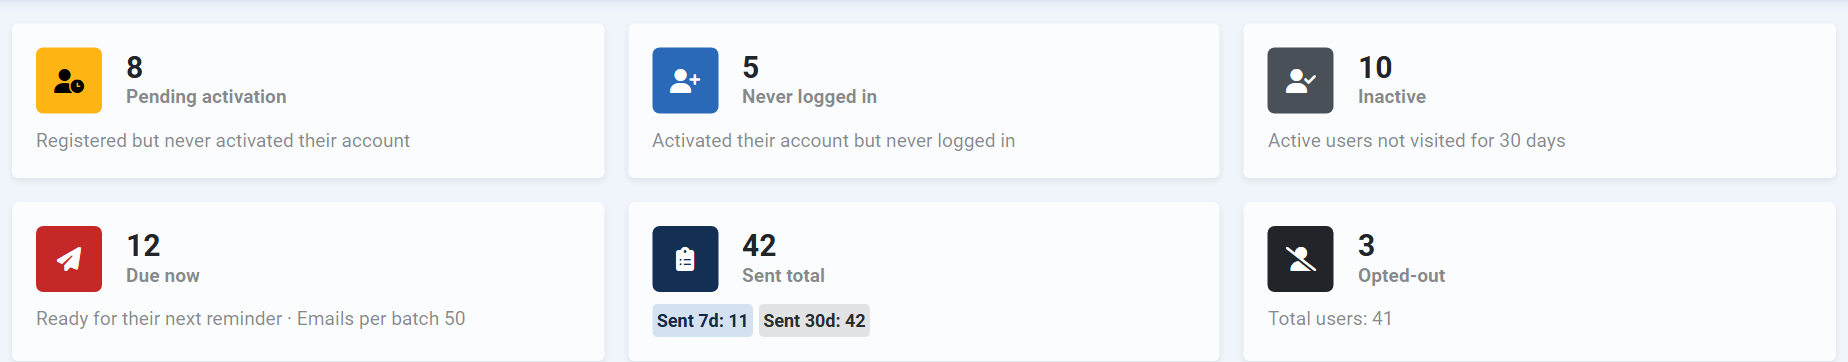 8
Pending activation
Registered but never activated their account
5
Never logged in
Activated their account but never logged in
10
Inactive
Active users not visited for 30 days
12
Due now
Ready for their next reminder · Emails per batch 50
42
Sent total
Sent 7d: 11 Sent 30d: 42
3
Opted-out
Total users: 41